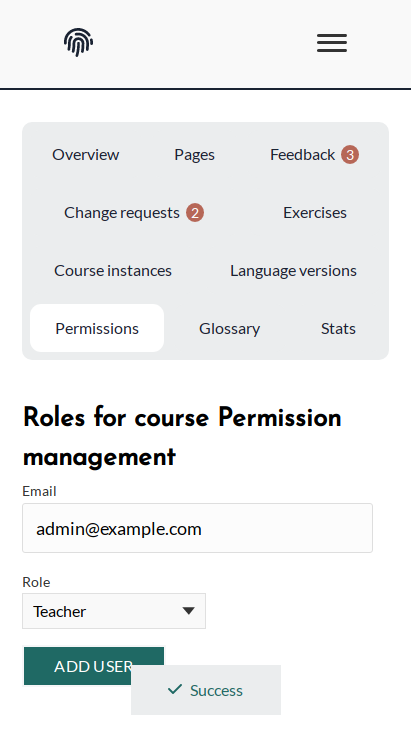 Overview Pages Feedback 3
Change requests 2 Exercises
Course instances Language versions
Permissions Glossary Stats
Roles for course Permission
management
Email
admin@example.com
Role
Teacher
ADD USER
Success